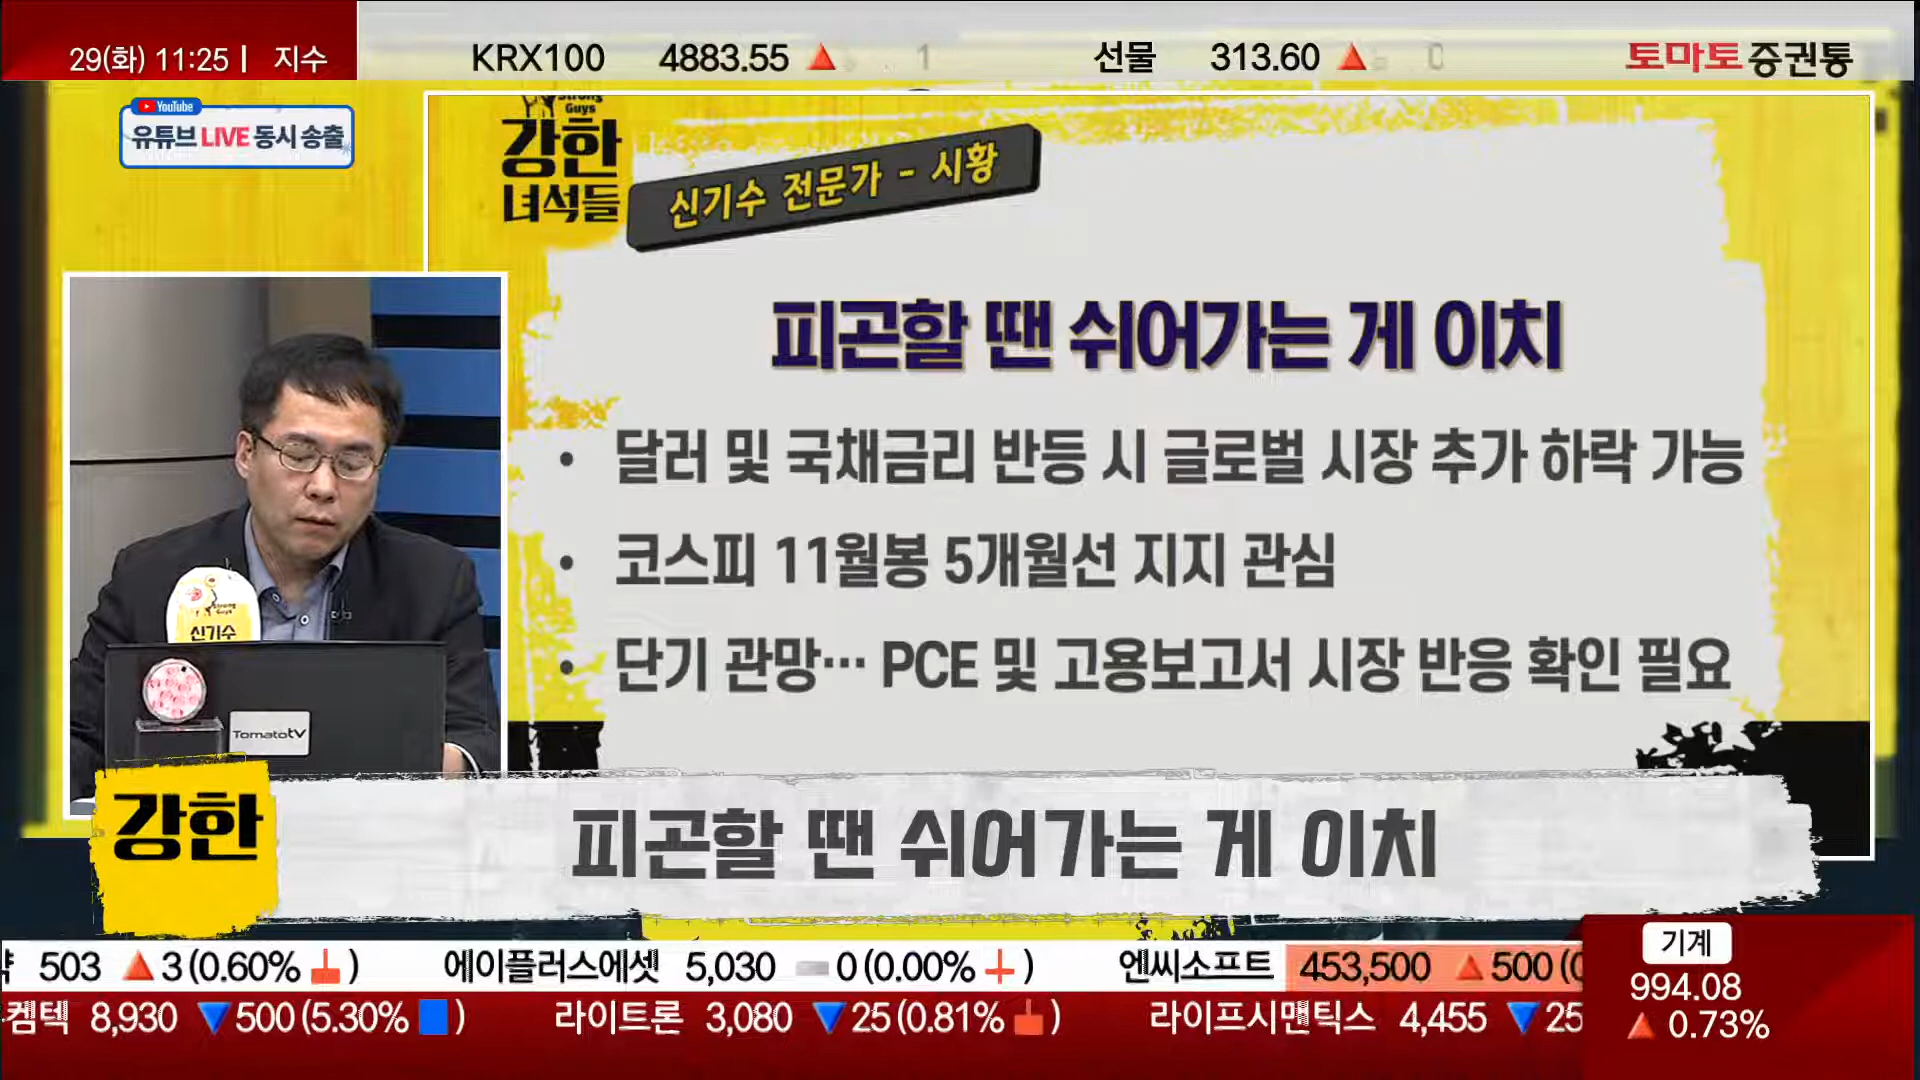 29(화) 11:25 | 지수
KRX100 4883.55 ▲
선물 313.60 ▲
토마토증권통
YouTube
유튜브 LIVE 동시 송출
Strong Guys
강한 녀석들
신기수 전문가 - 시황
피곤할 땐 쉬어가는 게 이치
• 달러 및 국채금리 반등 시 글로벌 시장 추가 하락 가능
• 코스피 11월봉 5개월선 지지 관심
• 단기 관망… PCE 및 고용보고서 시장 반응 확인 필요
Strong Guys
신기수
TomatoTV
강한
피곤할 땐 쉬어가는 게 이치
503 ▲3(0.60%) 에이플러스에셋 5,030 0(0.00%) 엔씨소프트 453,500 ▲500
켐텍 8,930 ▼500(5.30%) 라이트론 3,080 ▼25(0.81%) 라이프시맨틱스 4,455 ▼25
기계
994.08
▲ 0.73%